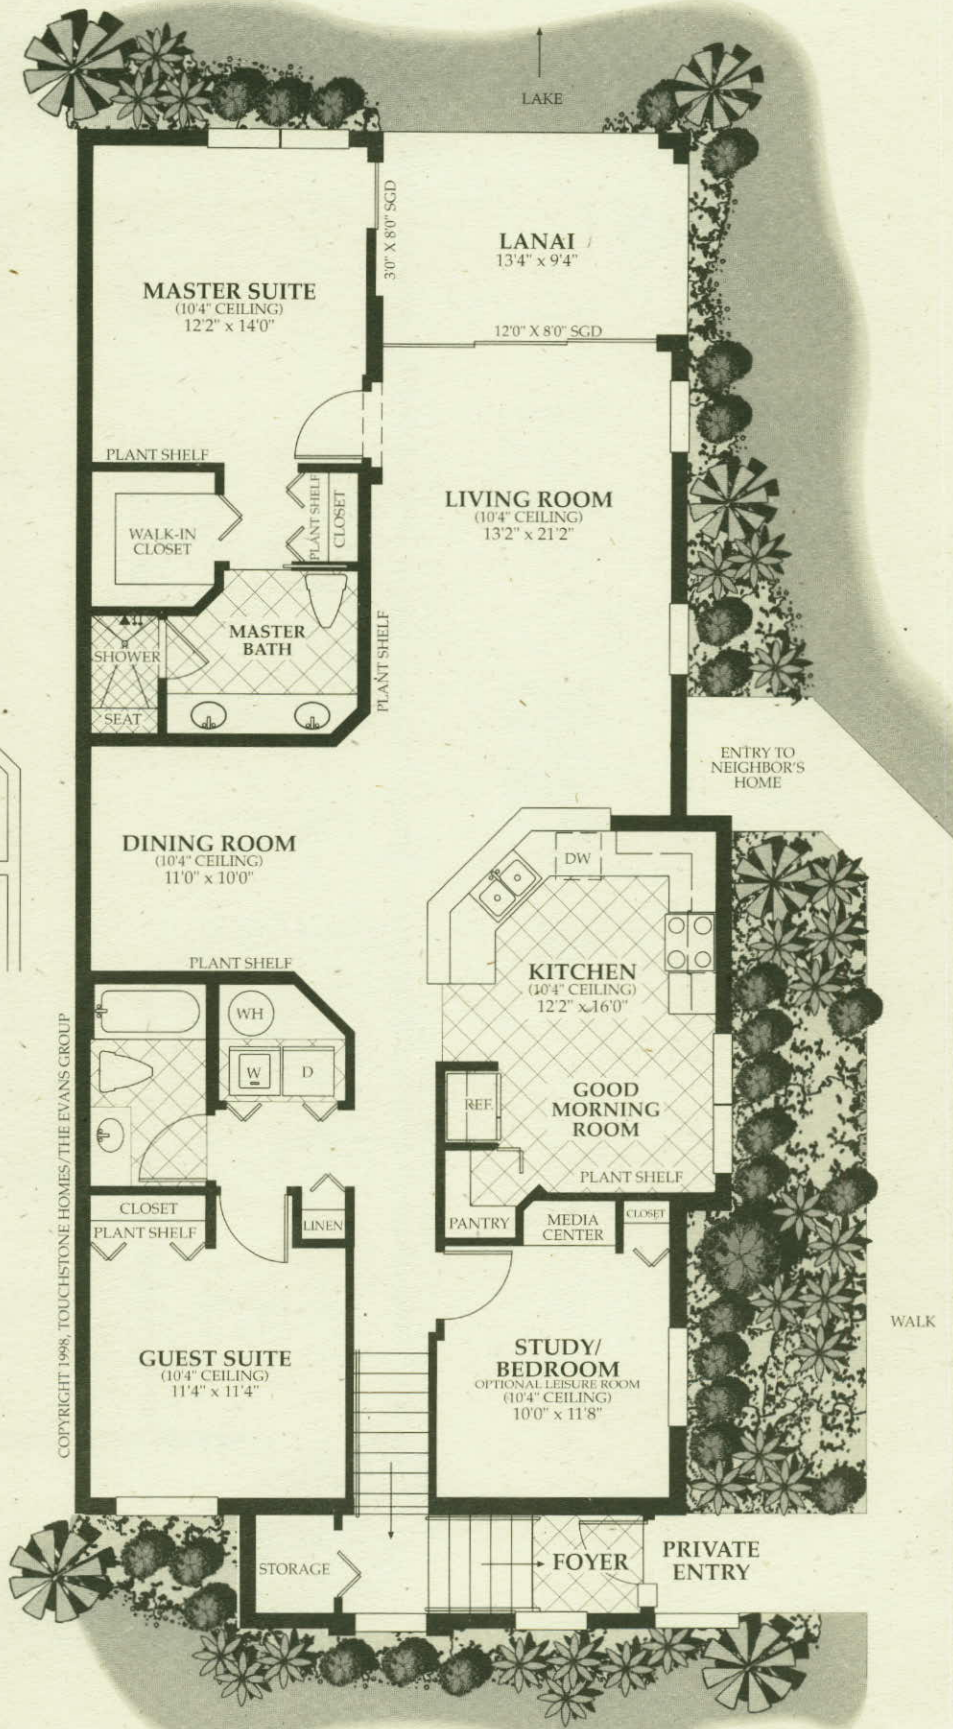 LAKE
LANAI
13'4" x 9'4"
3'0" X 8'0" SGD
12'0" X 8'0" SGD
MASTER SUITE
(10'4" CEILING)
12'2" x 14'0"
PLANT SHELF
WALK-IN
CLOSET
PLANT SHELF
CLOSET
LIVING ROOM
(10'4" CEILING)
13'2" x 21'2"
MASTER
BATH
SHOWER
SEAT
PLANT SHELF
ENTRY TO
NEIGHBOR'S
HOME
DINING ROOM
(10'4" CEILING)
11'0" x 10'0"
PLANT SHELF
DW
KITCHEN
(10'4" CEILING)
12'2" x 16'0"
WH
W
D
REF.
GOOD
MORNING
ROOM
PLANT SHELF
CLOSET
PLANT SHELF
LINEN
PANTRY
MEDIA
CENTER
CLOSET
WALK
GUEST SUITE
(10'4" CEILING)
11'4" x 11'4"
STUDY/
BEDROOM
OPTIONAL LEISURE ROOM
(10'4" CEILING)
10'0" x 11'8"
STORAGE
FOYER
PRIVATE
ENTRY
COPYRIGHT 1998, TOUCHSTONE HOMES/THE EVANS GROUP